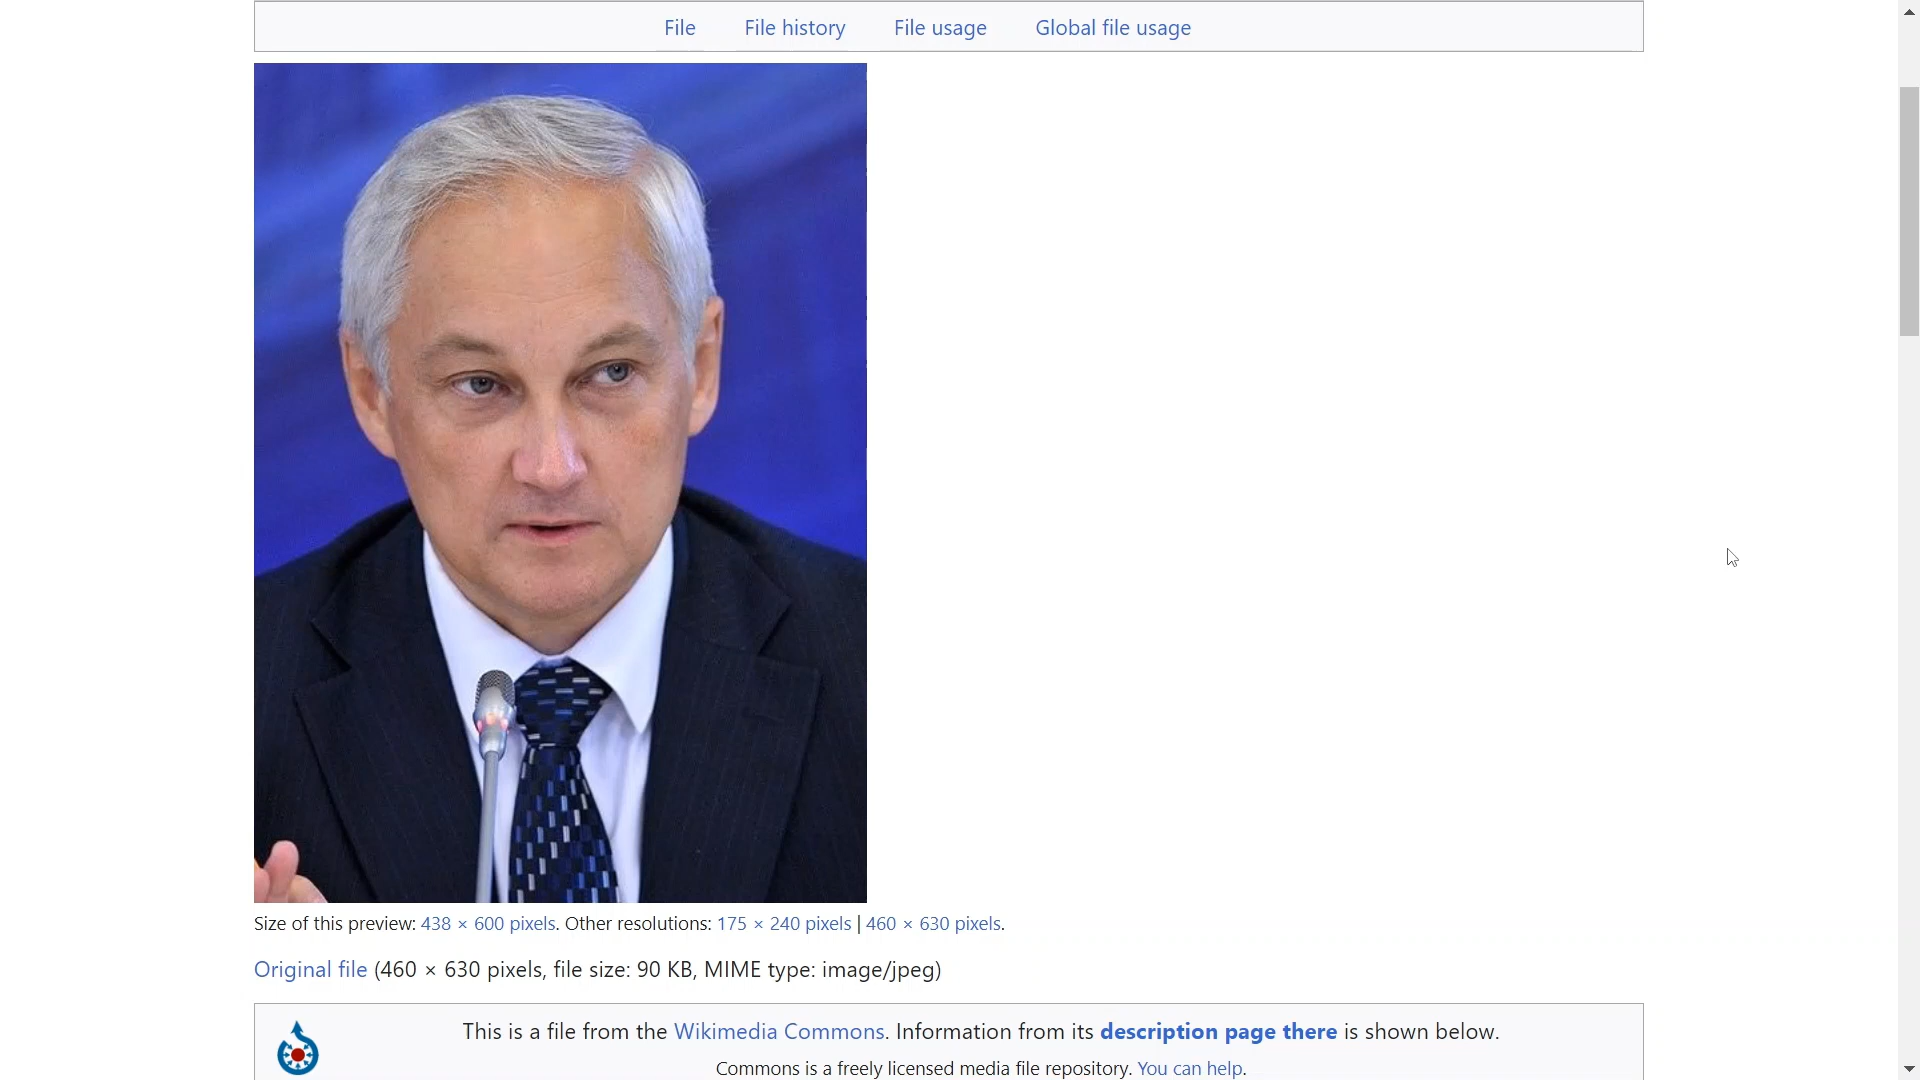 File File history File usage Global file usage
Size of this preview: 438 × 600 pixels. Other resolutions: 175 × 240 pixels | 460 × 630 pixels.
Original file (460 × 630 pixels, file size: 90 KB, MIME type: image/jpeg)
This is a file from the Wikimedia Commons. Information from its description page there is shown below.
Commons is a freely licensed media file repository. You can help.